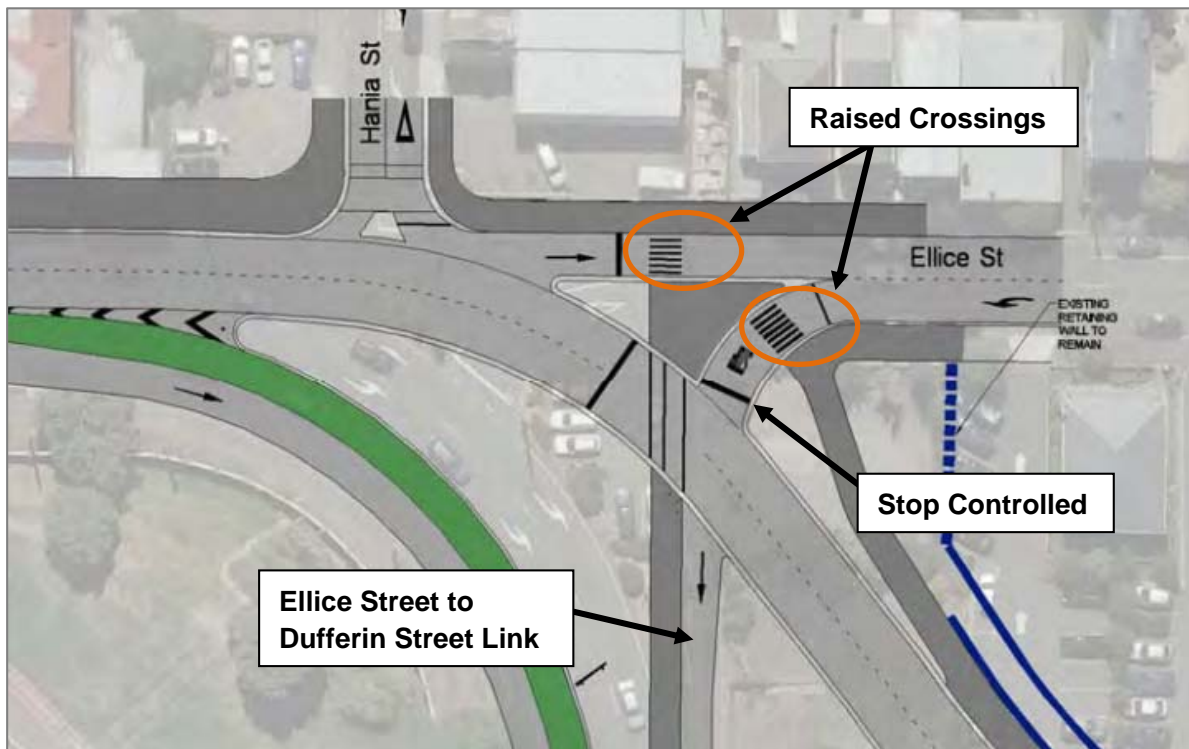 Hania St
Raised Crossings
Ellice St
EXISTING
RETAINING
WALL TO
REMAIN
Stop Controlled
Ellice Street to
Dufferin Street Link